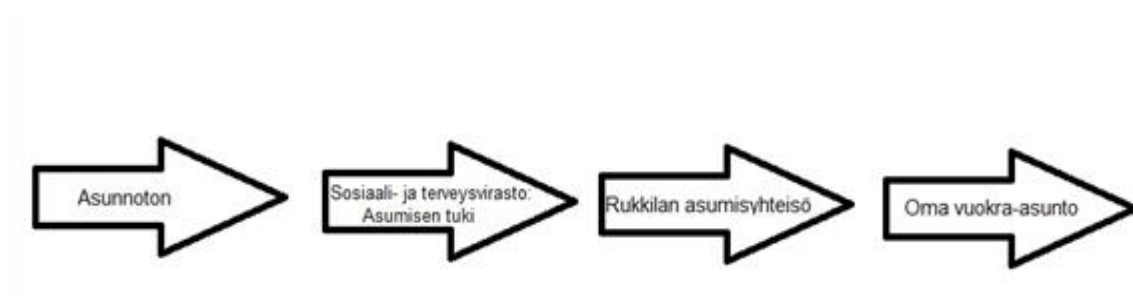 Asunnoton
Sosiaali- ja terveysvirasto:
Asumisen tuki
Rukkilan asumisyhteisö
Oma vuokra-asunto